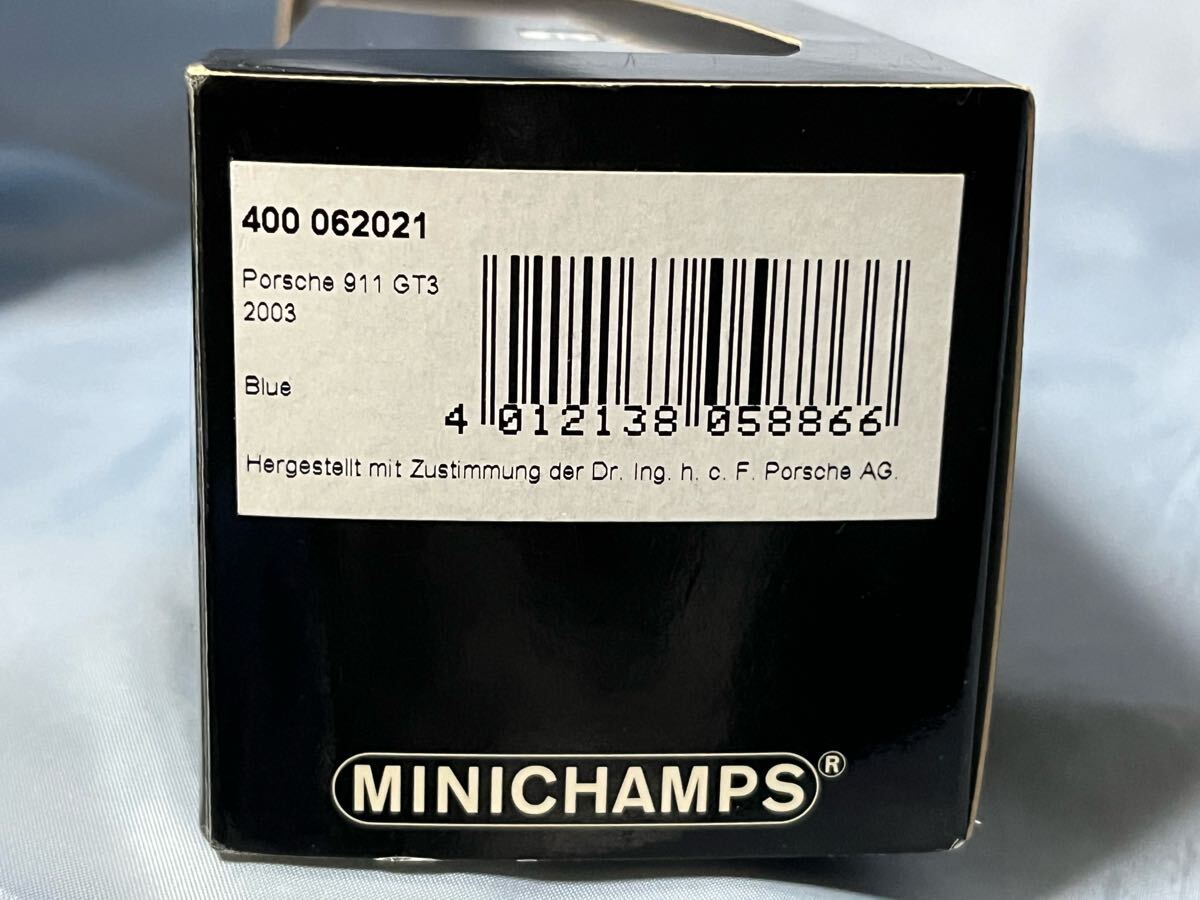 400 062021
Porsche 911 GT3
2003
Blue
4 012138 058866
Hergestellt mit Zustimmung der Dr. Ing. h. c. F. Porsche AG.
MINICHAMPS®